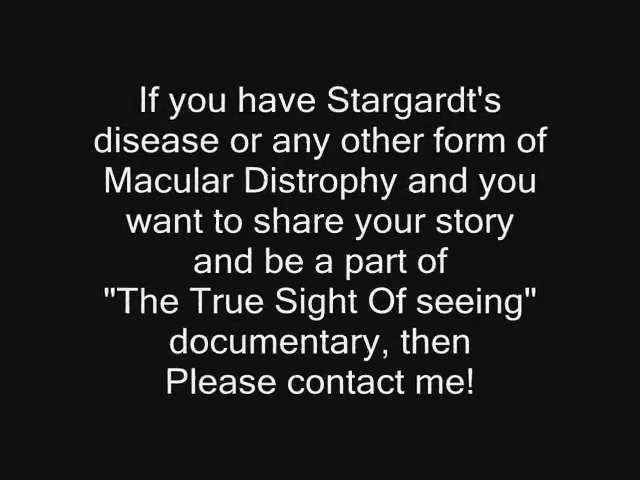 If you have Stargardt's
disease or any other form of
Macular Distrophy and you
want to share your story
and be a part of
"The True Sight Of seeing"
documentary, then
Please contact me!